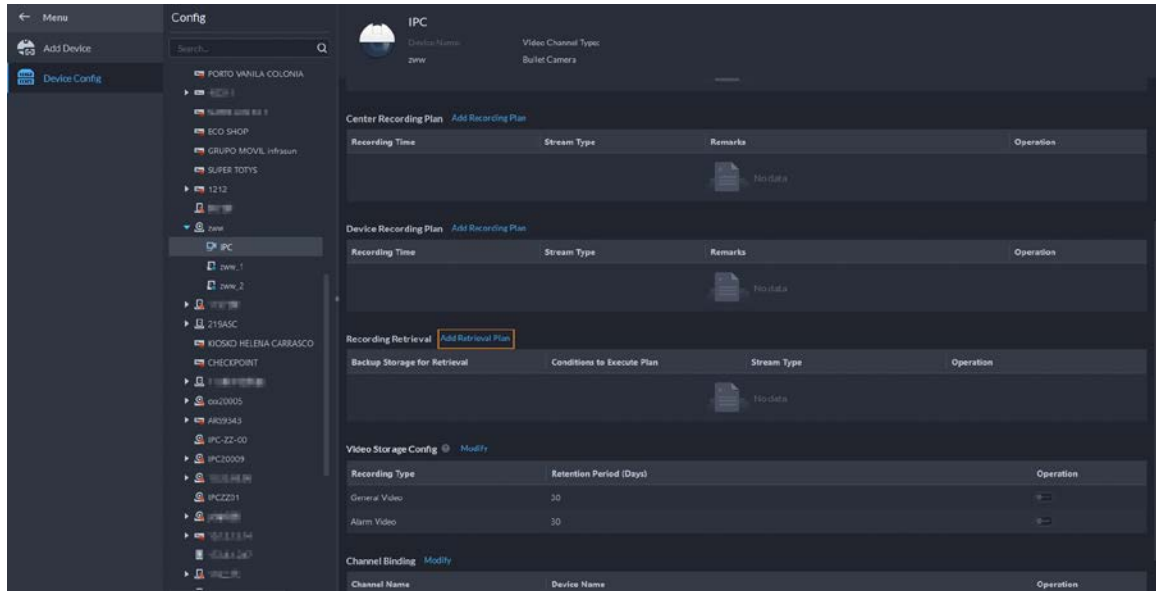 Menu
Add Device
Device Config
Config
Search...
PORTO VANILA COLONIA
ECO SHOP
GRUPO MOVIL infrasun
SUPER TOTYS
1212
zww
IPC
zww_1
zww_2
219ASC
KIOSKO HELENA CARRASCO
CHECKPOINT
AR59343
IPC-ZZ-00
IPC20009
IPCZZ01
IPC
Device Name:
Video Channel Type:
zww
Bullet Camera
Center Recording Plan Add Recording Plan
Recording Time Stream Type Remarks Operation
No data
Device Recording Plan Add Recording Plan
Recording Time Stream Type Remarks Operation
No data
Recording Retrieval Add Retrieval Plan
Backup Storage for Retrieval Conditions to Execute Plan Stream Type Operation
No data
Video Storage Config Modify
Recording Type Retention Period (Days) Operation
General Video 30
Alarm Video 30
Channel Binding Modify
Channel Name Device Name Operation